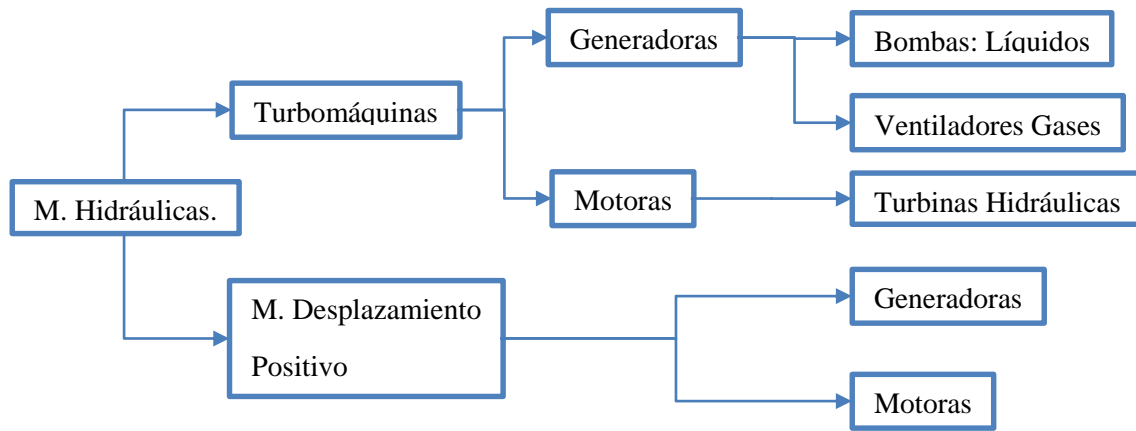 Generadoras
Bombas: Líquidos
Turbomáquinas
Ventiladores Gases
M. Hidráulicas.
Motoras
Turbinas Hidráulicas
M. Desplazamiento
Positivo
Generadoras
Motoras